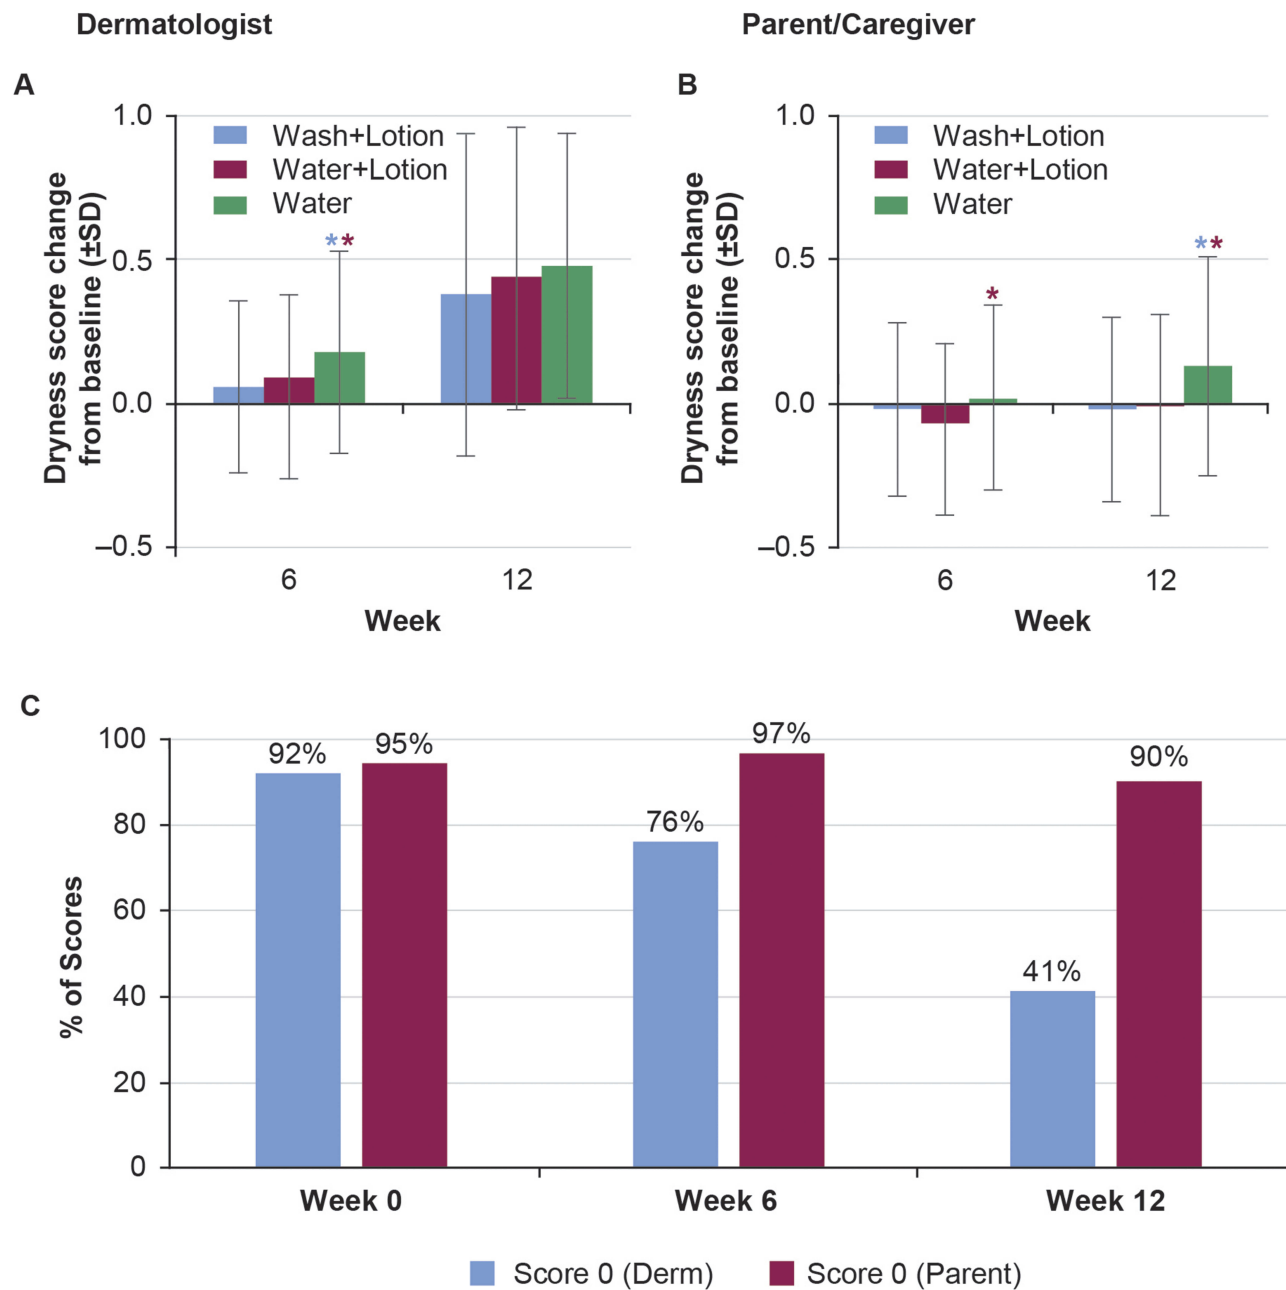 Dermatologist
Parent/Caregiver
A
Dryness score change
from baseline (±SD)
1.0
0.5
0.0
–0.5
Wash+Lotion
Water+Lotion
Water
**
6
12
Week
B
Dryness score change
from baseline (±SD)
1.0
0.5
0.0
–0.5
Wash+Lotion
Water+Lotion
Water
*
**
6
12
Week
C
% of Scores
100
80
60
40
20
0
92%
95%
76%
97%
41%
90%
Week 0
Week 6
Week 12
Score 0 (Derm)
Score 0 (Parent)